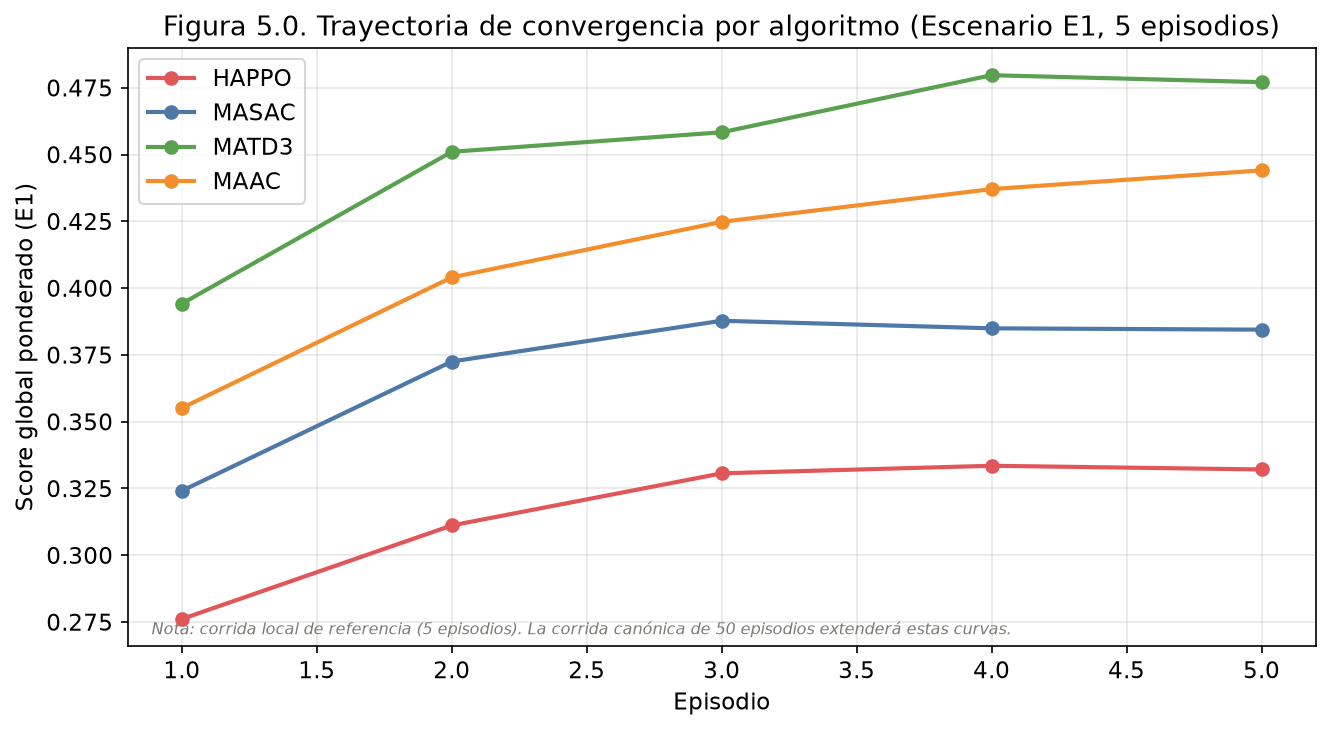 Figura 5.0. Trayectoria de convergencia por algoritmo (Escenario E1, 5 episodios)
HAPPO
MASAC
MATD3
MAAC
Score global ponderado (E1)
0.475
0.450
0.425
0.400
0.375
0.350
0.325
0.300
0.275
Nota: corrida local de referencia (5 episodios). La corrida canónica de 50 episodios extenderá estas curvas.
1.0 1.5 2.0 2.5 3.0 3.5 4.0 4.5 5.0
Episodio